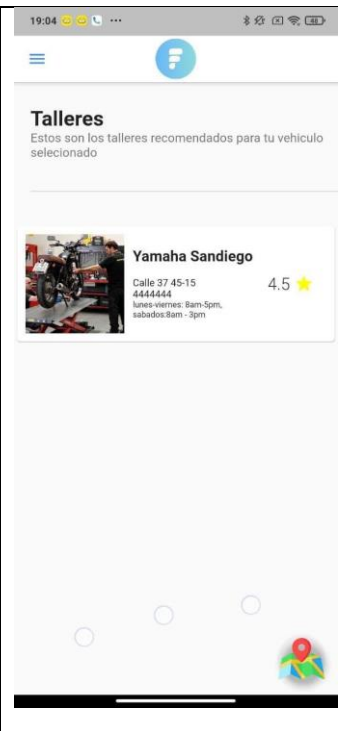 19:04
Talleres
Estos son los talleres recomendados para tu vehiculo
selecionado
Yamaha Sandiego
Calle 37 45-15
4444444
lunes-viernes: 8am-5pm,
sabados:8am - 3pm
4.5